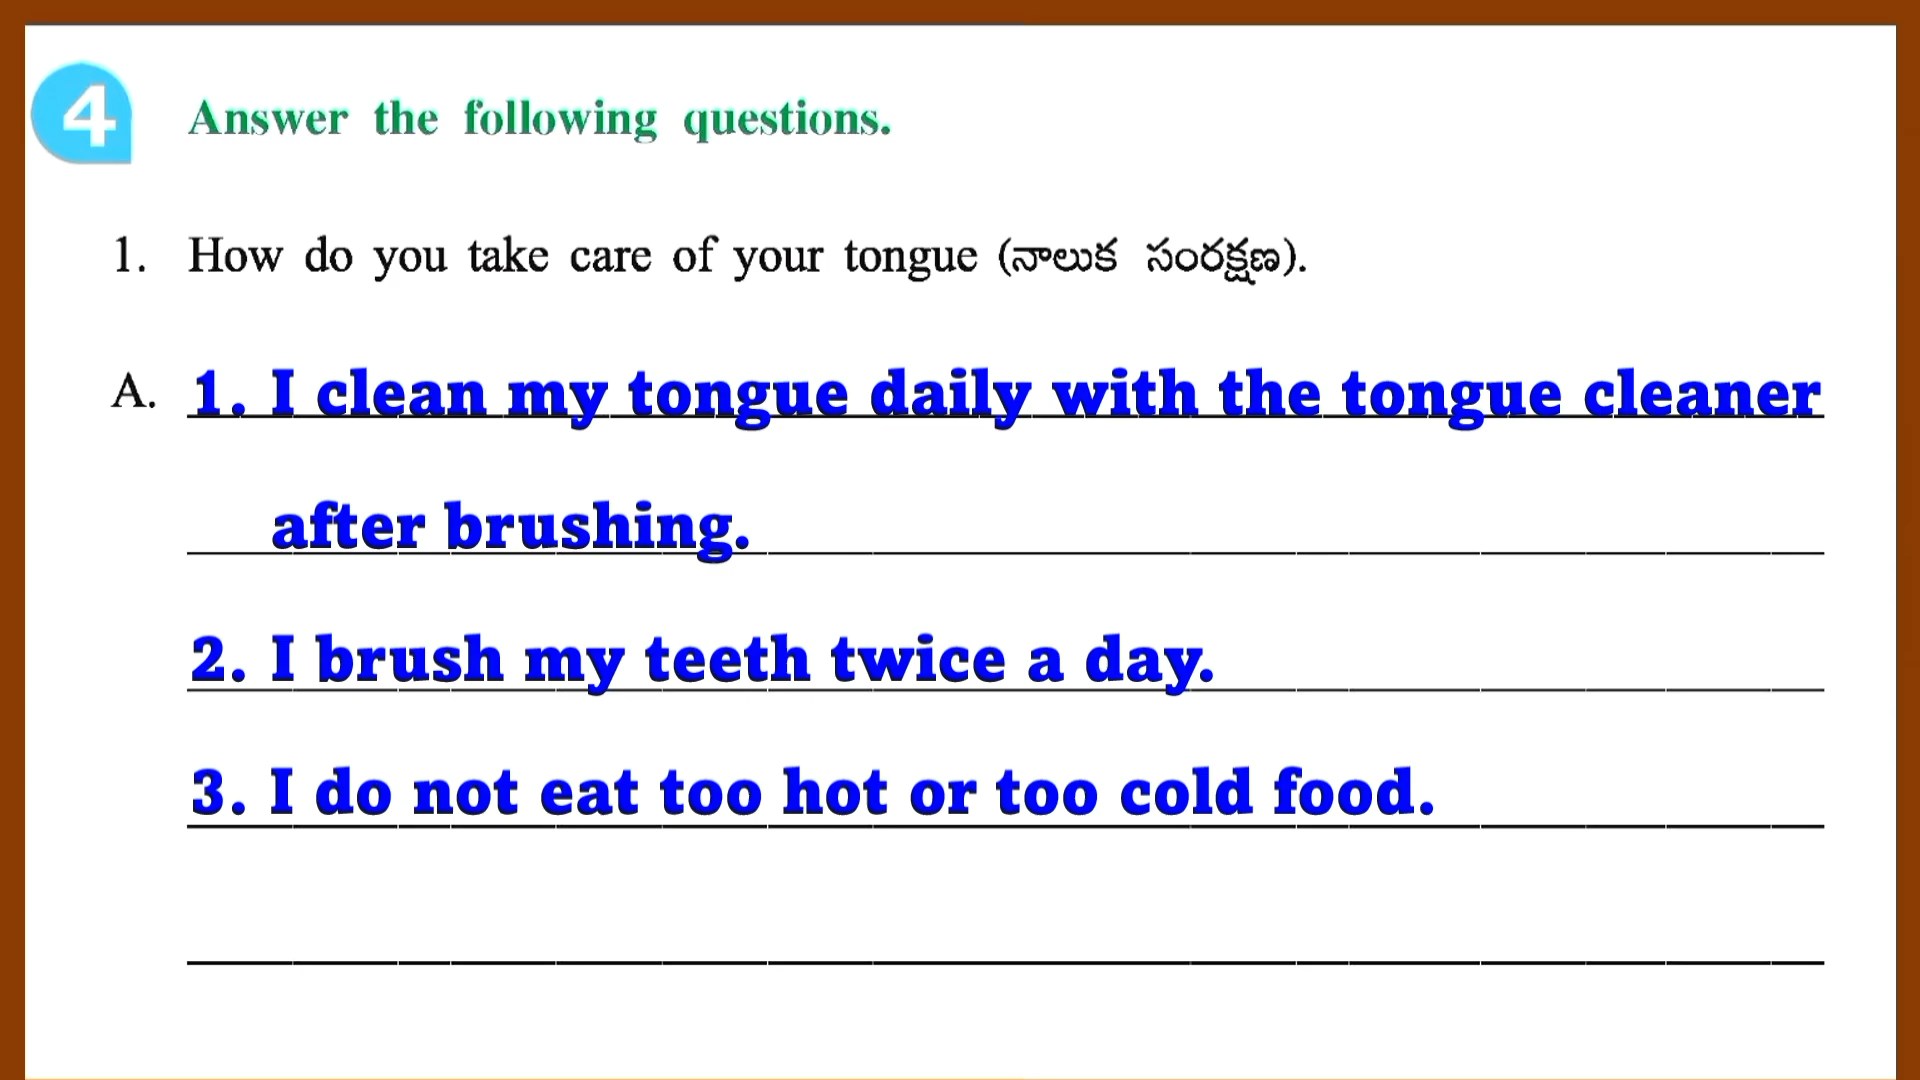 4 Answer the following questions.
1. How do you take care of your tongue (నాలుక సంరక్షణ).
A. 1. I clean my tongue daily with the tongue cleaner
after brushing.
2. I brush my teeth twice a day.
3. I do not eat too hot or too cold food.